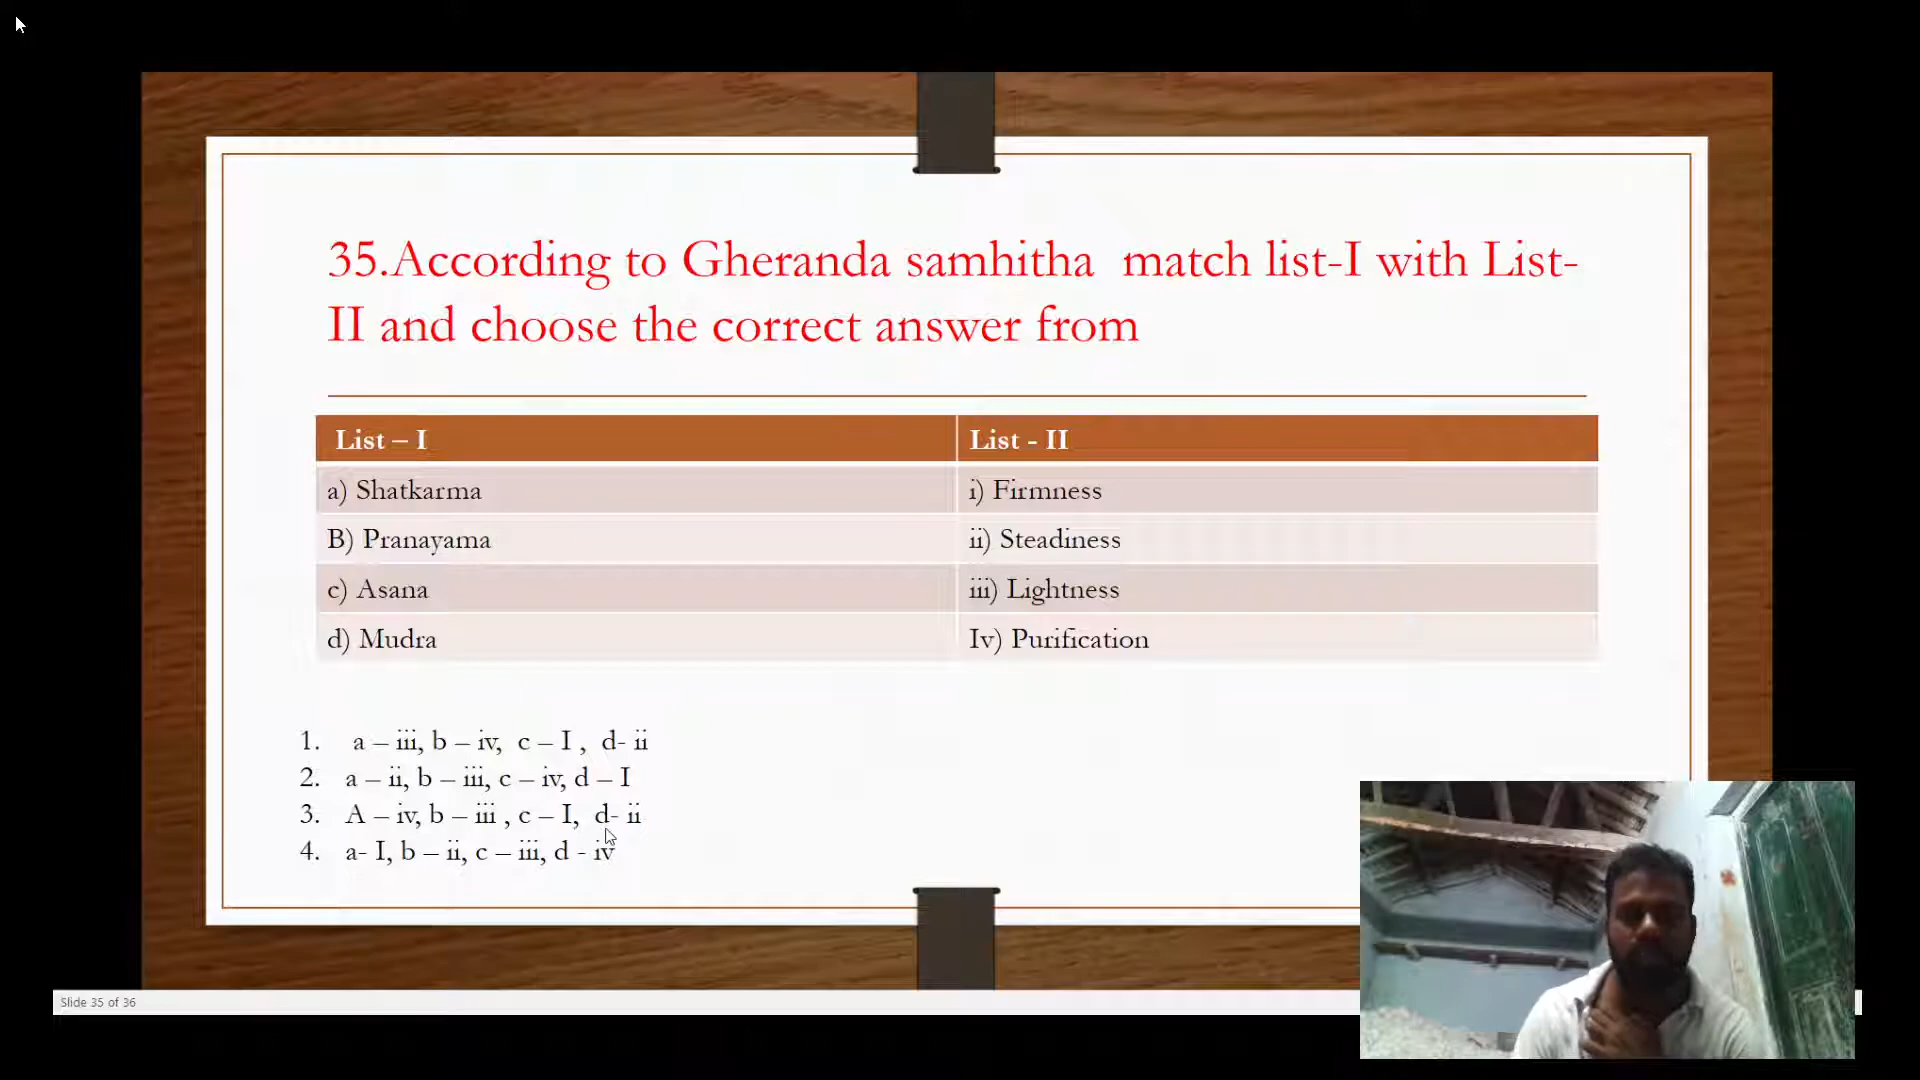 35.According to Gheranda samhitha match list-I with List-
II and choose the correct answer from
List – I List - II
a) Shatkarma i) Firmness
B) Pranayama ii) Steadiness
c) Asana iii) Lightness
d) Mudra Iv) Purification
1. a – iii, b – iv, c – I , d- ii
2. a – ii, b – iii, c – iv, d – I
3. A – iv, b – iii , c – I, d- ii
4. a- I, b – ii, c – iii, d - iv
Slide 35 of 36